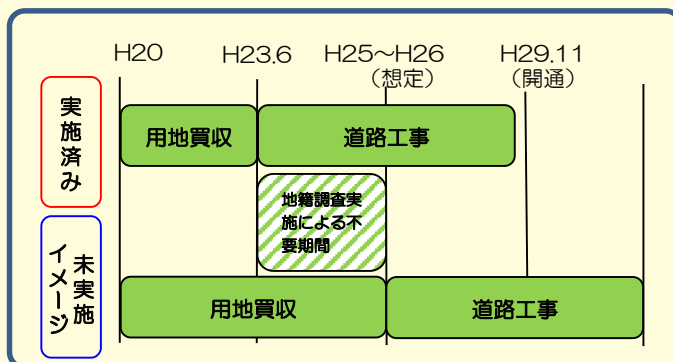 H20
H23.6
H25～H26
（想定）
H29.11
（開通）
実施済み
用地買収
道路工事
地籍調査実
施による不
要期間
未実施
イメージ
用地買収
道路工事